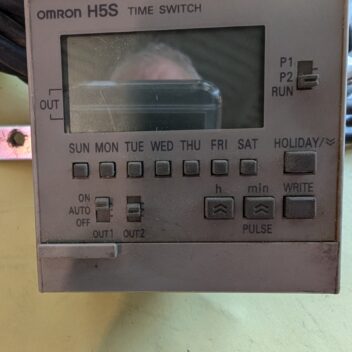 omron H5S TIME SWITCH
P1
P2
RUN
OUT
SUN MON TUE WED THU FRI SAT HOLIDAY/
h min WRITE
ON
AUTO
OFF
OUT1 OUT2 PULSE